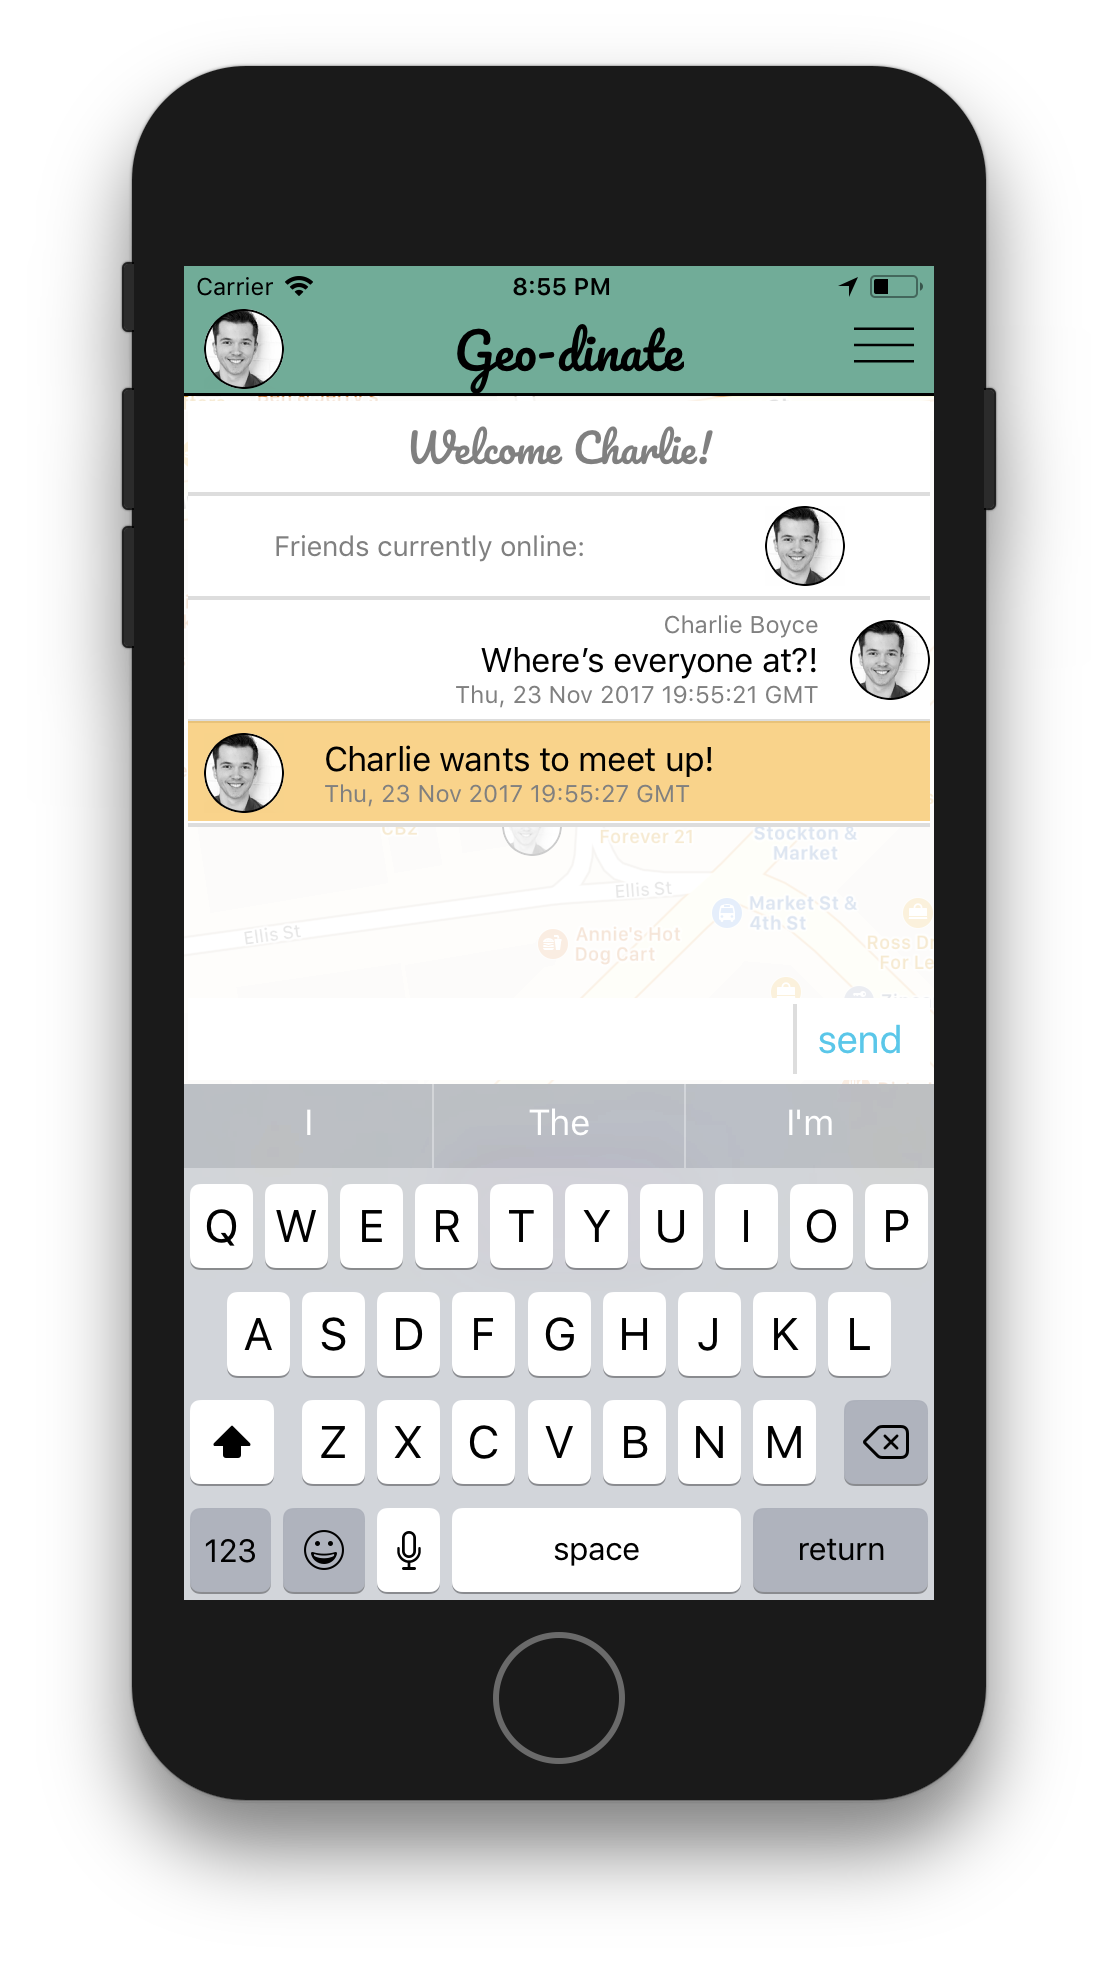 Carrier 8:55 PM
Geo-dinate
Welcome Charlie!
Friends currently online:
Charlie Boyce
Where's everyone at?!
Thu, 23 Nov 2017 19:55:21 GMT
Charlie wants to meet up!
Thu, 23 Nov 2017 19:55:27 GMT
CB2
Forever 21
Stockton &
Market
Ellis St
Market St &
4th St
Ellis St
Annie's Hot
Dog Cart
Ross
For Le
send
I The I'm
Q W E R T Y U I O P
A S D F G H J K L
Z X C V B N M
123 space return